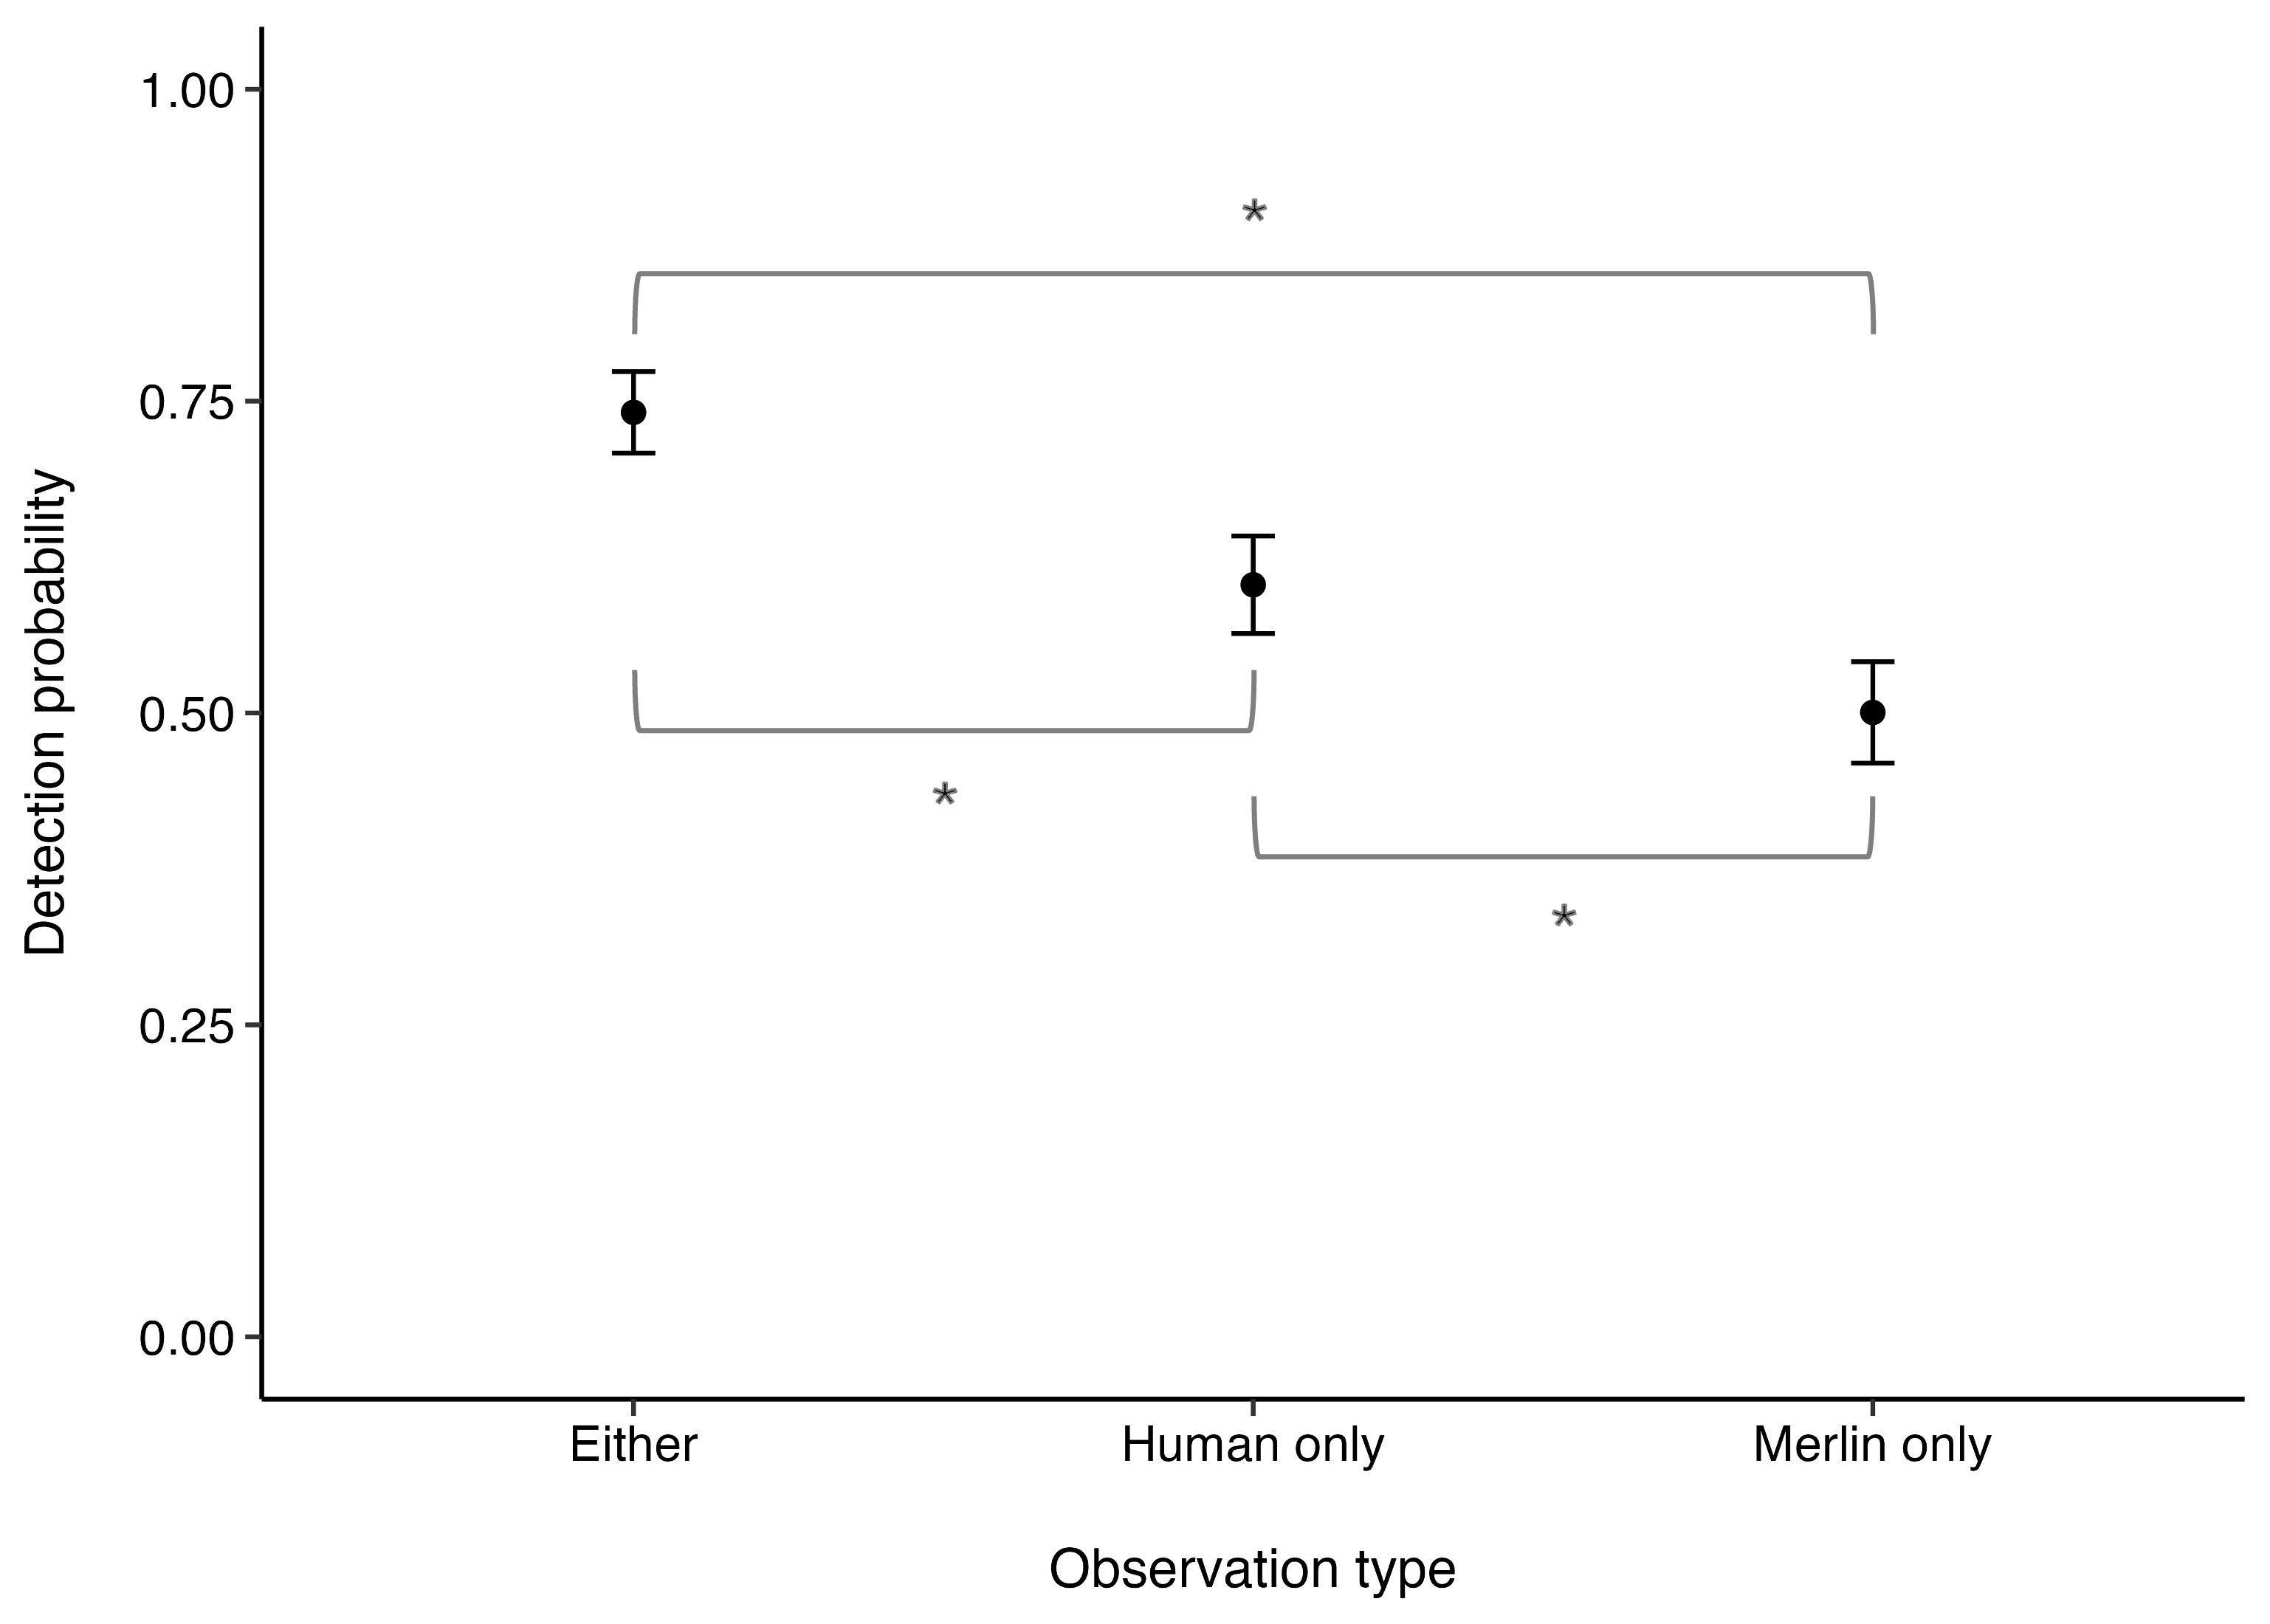 1.00
0.75
0.50
0.25
0.00
Detection probability
*
*
*
Either
Human only
Merlin only
Observation type